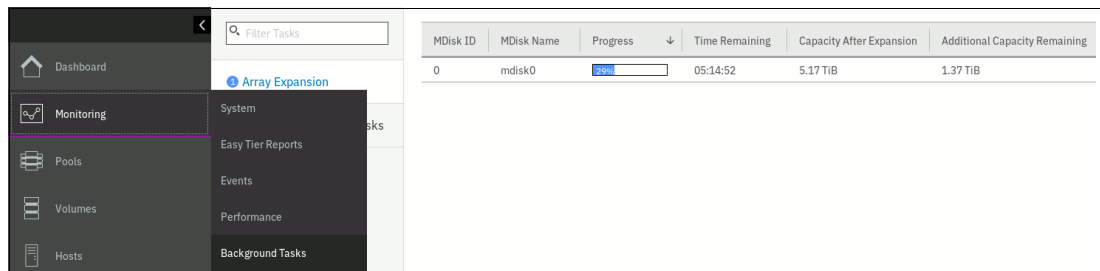 Dashboard
Monitoring
Pools
Volumes
Hosts
Filter Tasks
1 Array Expansion
sks
System
Easy Tier Reports
Events
Performance
Background Tasks
MDisk ID MDisk Name Progress ↓ Time Remaining Capacity After Expansion Additional Capacity Remaining
0 mdisk0 29% 05:14:52 5.17 TiB 1.37 TiB